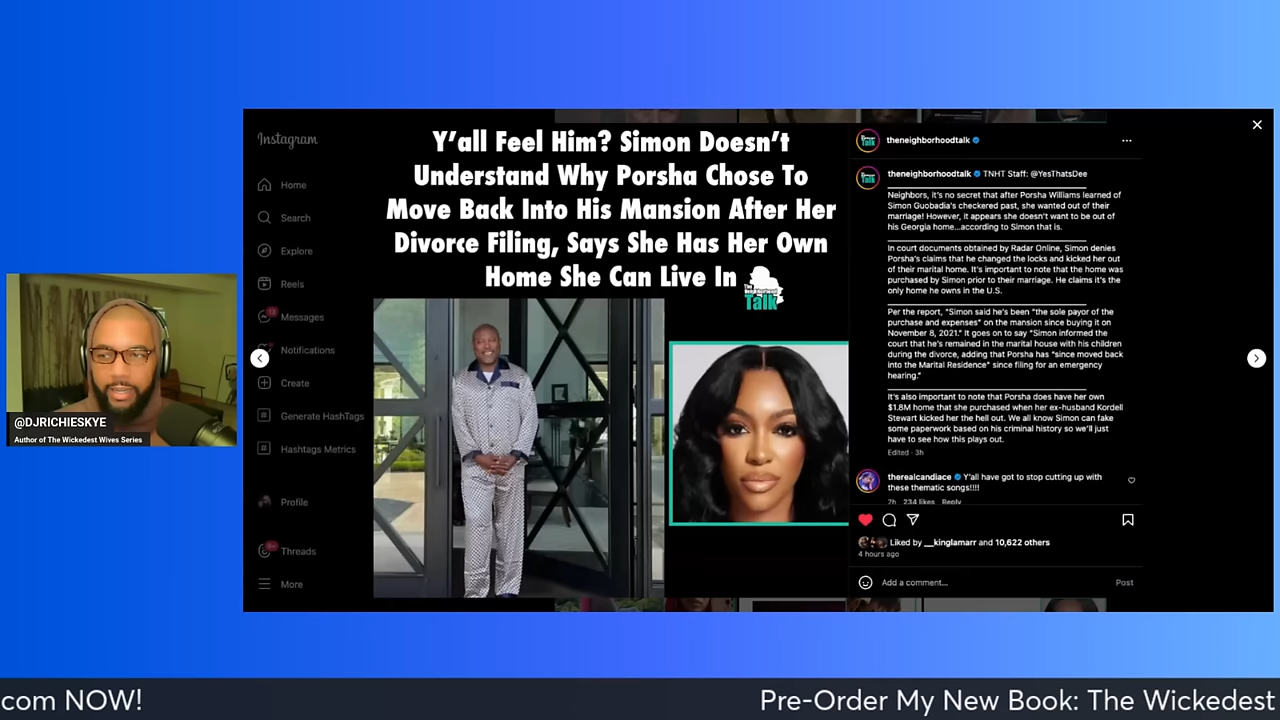 Instagram
Home
Search
Explore
Reels
13
Messages
Notifications
Create
Generate HashTags
Hashtags Metrics
Profile
9+
Threads
More
Y'all Feel Him? Simon Doesn't
Understand Why Porsha Chose To
Move Back Into His Mansion After Her
Divorce Filing, Says She Has Her Own
Home She Can Live In
The
Neighborhood
Talk
theneighborhoodtalk
theneighborhoodtalk TNHT Staff: @YesThatsDee
Neighbors, it's no secret that after Porsha Williams learned of
Simon Guobadia's checkered past, she wanted out of their
marriage! However, it appears she doesn't want to be out of
his Georgia home...according to Simon that is.
In court documents obtained by Radar Online, Simon denies
Porsha's claims that he changed the locks and kicked her out
of their marital home. It's important to note that the home was
purchased by Simon prior to their marriage. He claims it's the
only home he owns in the U.S.
Per the report, "Simon said he's been "the sole payor of the
purchase and expenses" on the mansion since buying it on
November 8, 2021." It goes on to say "Simon informed the
court that he's remained in the marital house with his children
during the divorce, adding that Porsha has "since moved back
into the Marital Residence" since filing for an emergency
hearing."
It's also important to note that Porsha does have her own
$1.8M home that she purchased when her ex-husband Kordell
Stewart kicked her the hell out. We all know Simon can fake
some paperwork based on his criminal history so we'll just
have to see how this plays out.
Edited · 3h
therealcandiace Y'all have got to stop cutting up with
these thematic songs!!!!
2h 234 likes Reply
Liked by __kinglamarr and 10,622 others
4 hours ago
Add a comment...
Post
@DJRICHIESKYE
Author of The Wickedest Wives Series
com NOW!
Pre-Order My New Book: The Wickedest